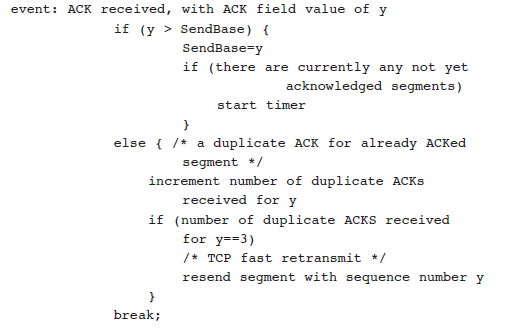 event: ACK received, with ACK field value of y
if (y > SendBase) {
SendBase=y
if (there are currently any not yet
acknowledged segments)
start timer
}
else { /* a duplicate ACK for already ACKed
segment */
increment number of duplicate ACKs
received for y
if (number of duplicate ACKS received
for y==3)
/* TCP fast retransmit */
resend segment with sequence number y
}
break;